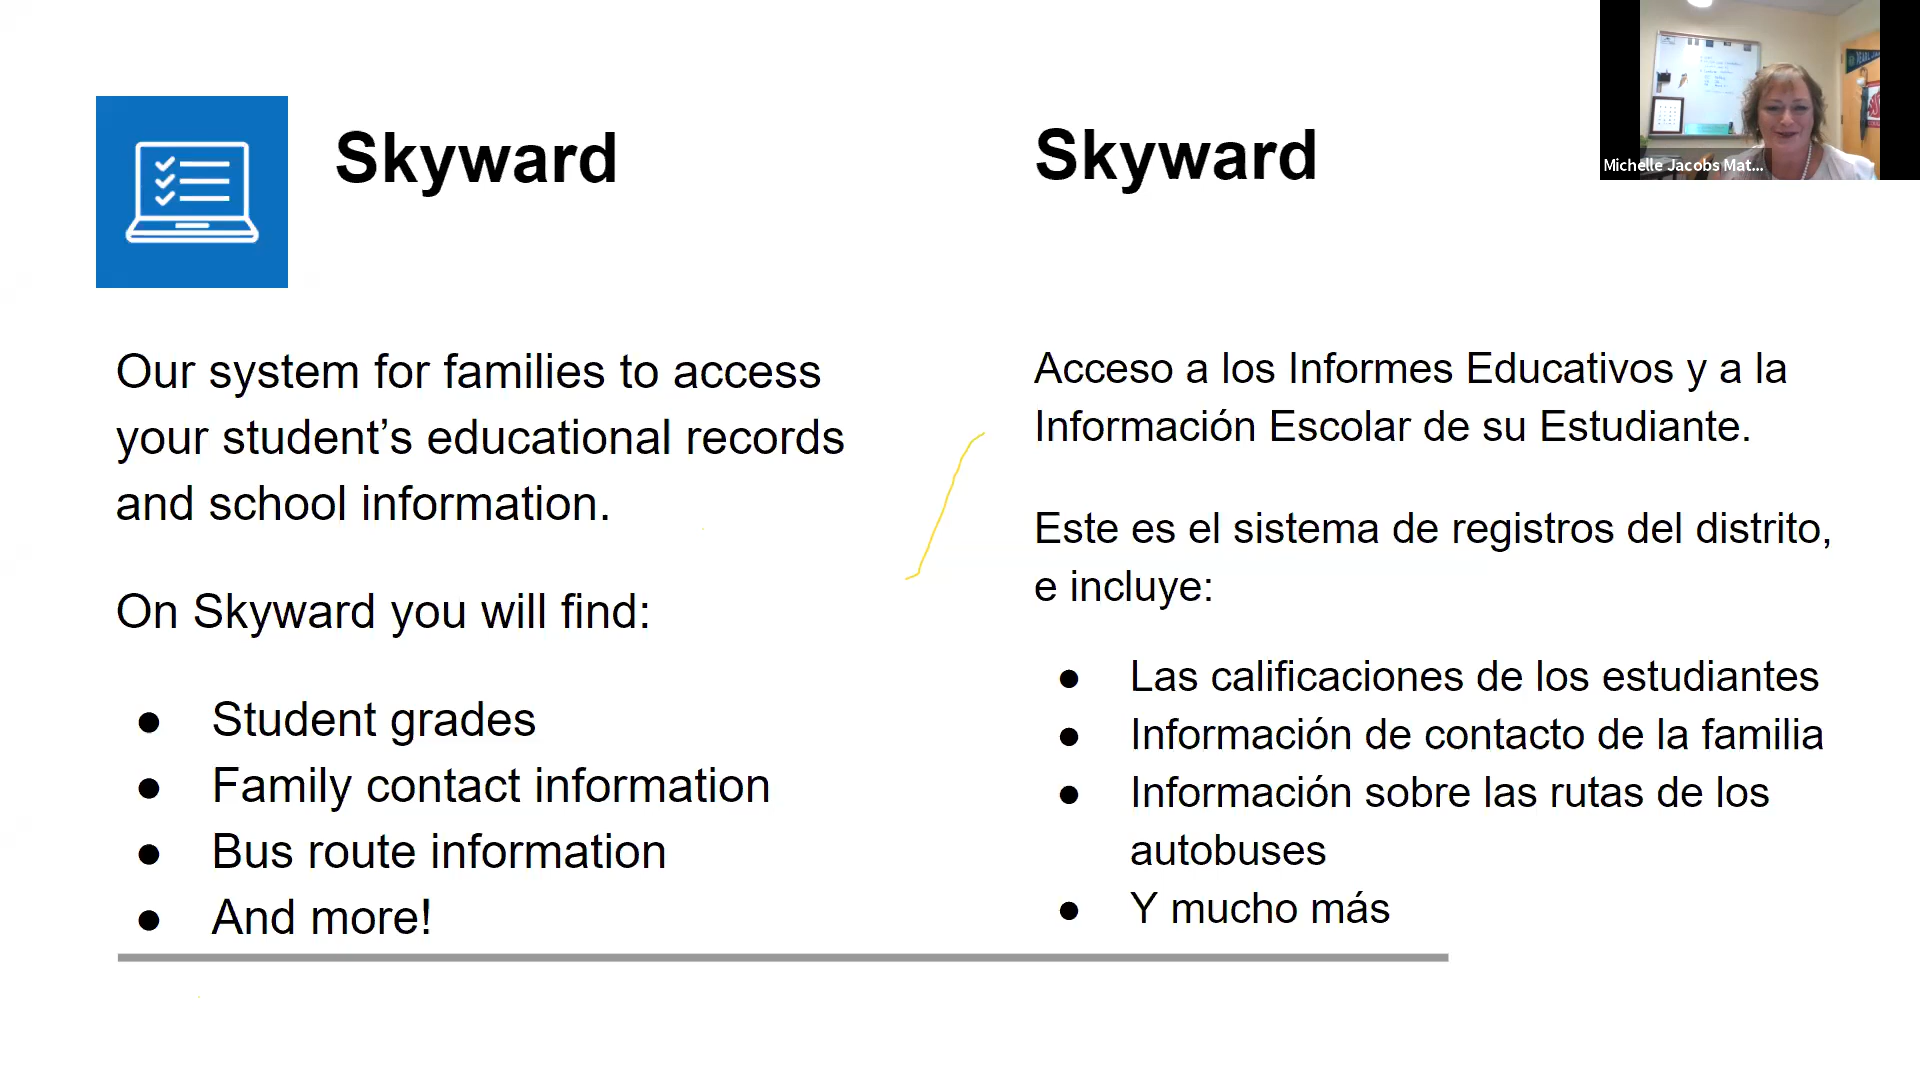 Skyward
Our system for families to access
your student’s educational records
and school information.
On Skyward you will find:
● Student grades
● Family contact information
● Bus route information
● And more!
Skyward
Acceso a los Informes Educativos y a la
Información Escolar de su Estudiante.
Este es el sistema de registros del distrito,
e incluye:
● Las calificaciones de los estudiantes
● Información de contacto de la familia
● Información sobre las rutas de los
autobuses
● Y mucho más
Michelle Jacobs Mat...